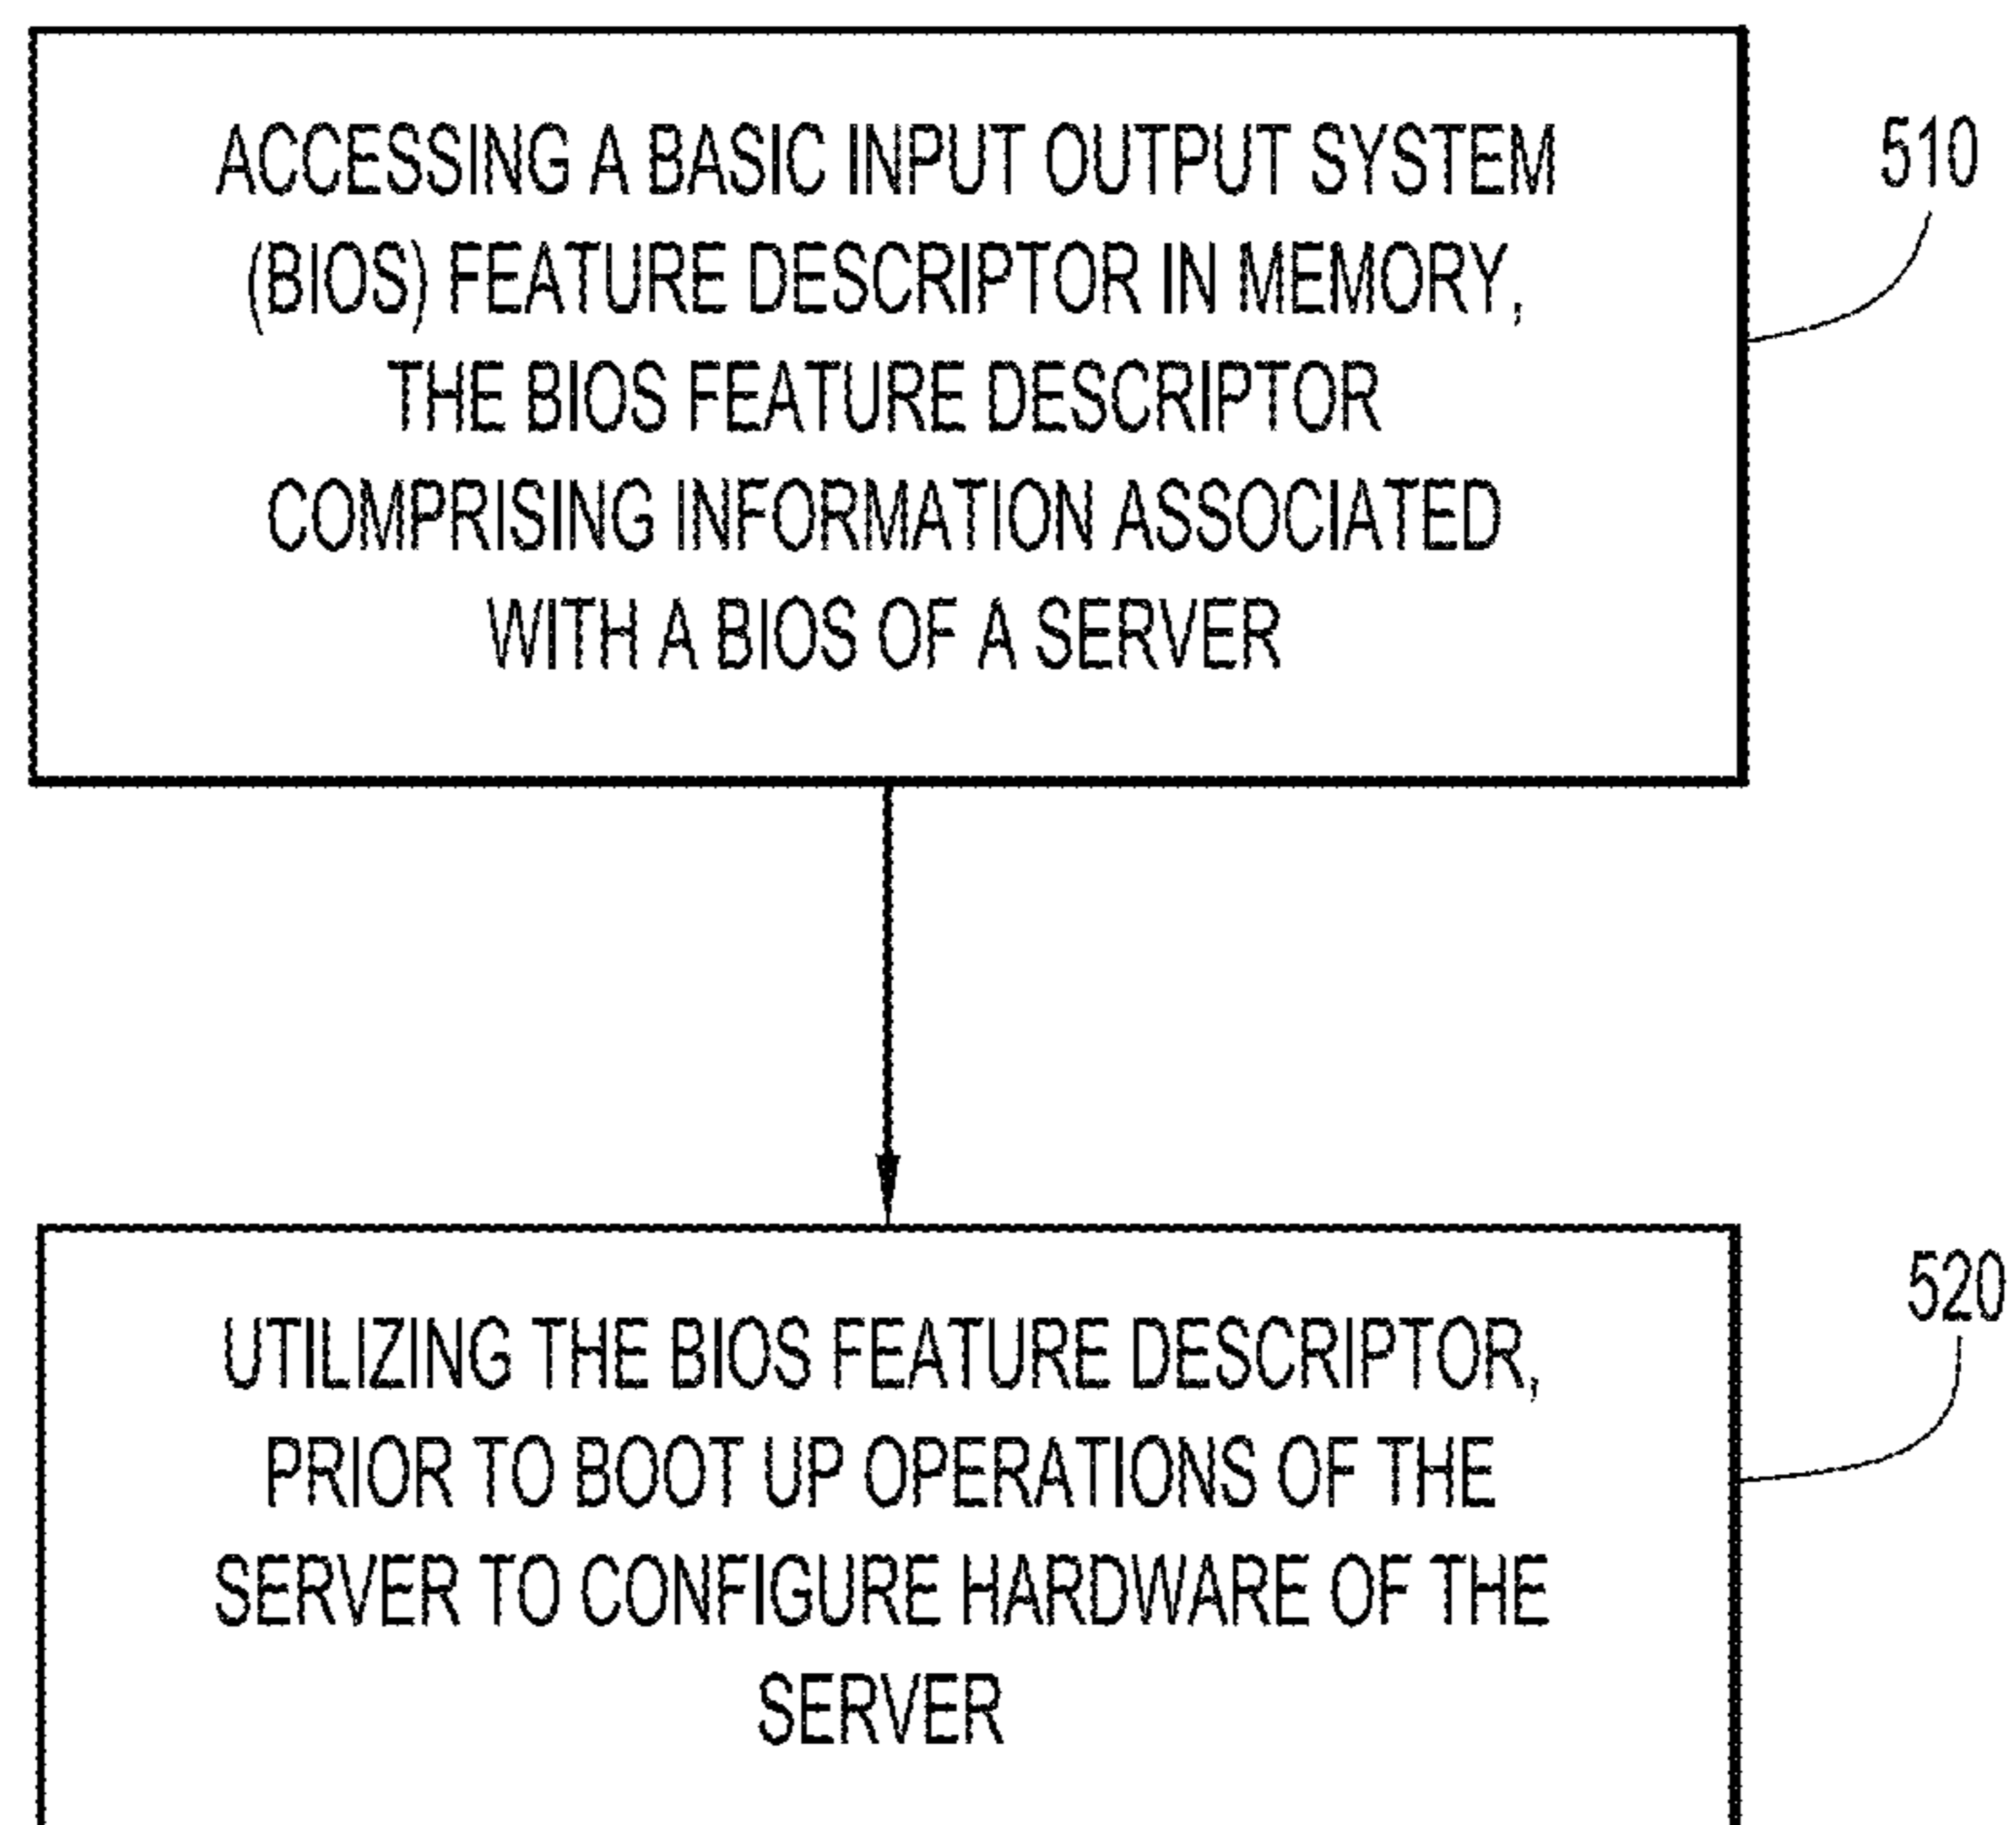 ACCESSING A BASIC INPUT OUTPUT SYSTEM
(BIOS) FEATURE DESCRIPTOR IN MEMORY,
THE BIOS FEATURE DESCRIPTOR
COMPRISING INFORMATION ASSOCIATED
WITH A BIOS OF A SERVER
510
UTILIZING THE BIOS FEATURE DESCRIPTOR,
PRIOR TO BOOT UP OPERATIONS OF THE
SERVER TO CONFIGURE HARDWARE OF THE
SERVER
520